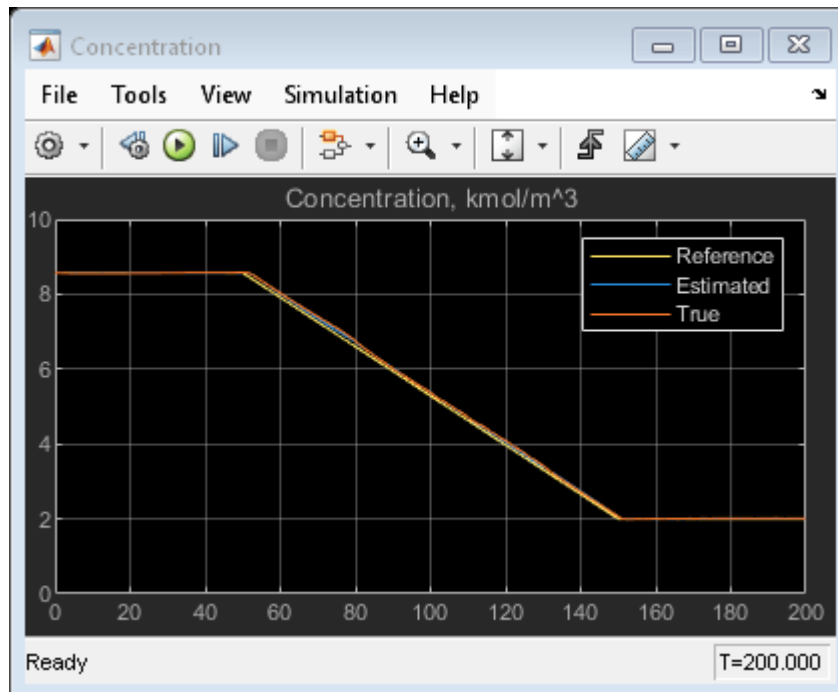 Concentration
File Tools View Simulation Help
Concentration, kmol/m^3
10
8
6
4
2
0
Reference
Estimated
True
0 20 40 60 80 100 120 140 160 180 200
Ready T=200.000